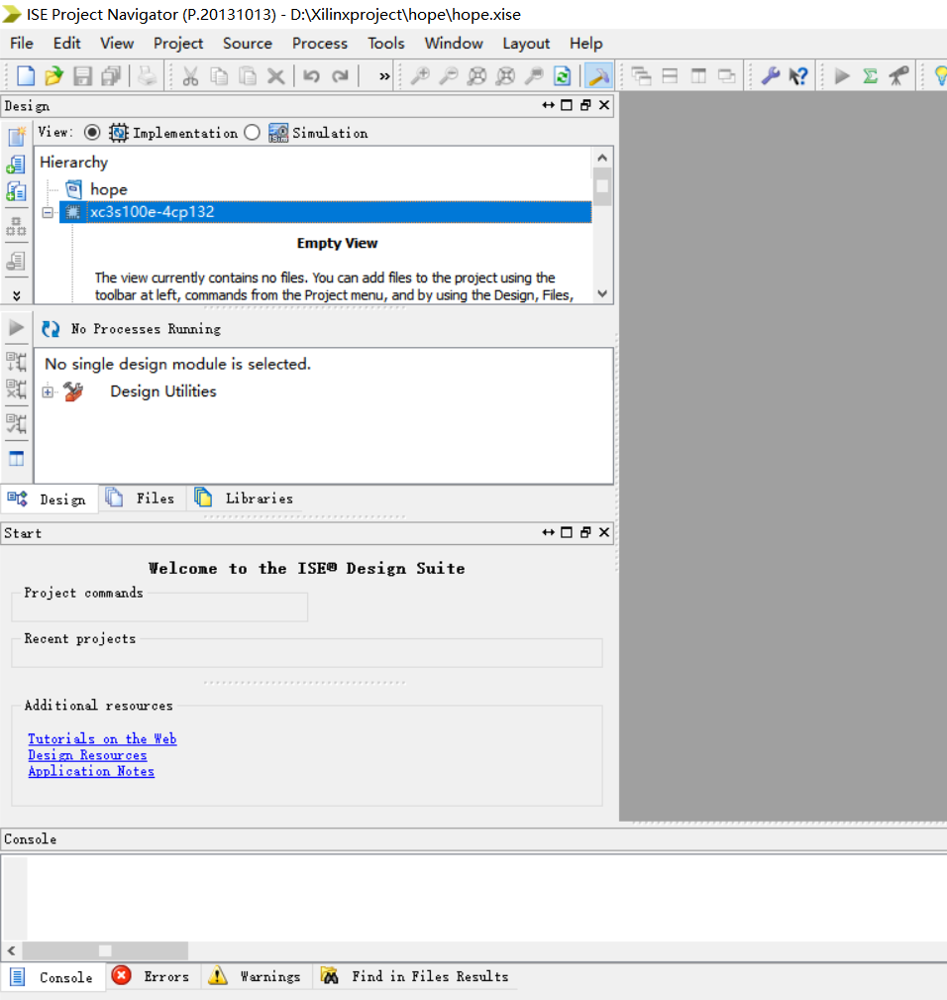 ISE Project Navigator (P.20131013) - D:\Xilinxproject\hope\hope.xise
File Edit View Project Source Process Tools Window Layout Help
»
Design
View: Implementation Simulation
Hierarchy
hope
xc3s100e-4cp132
Empty View
The view currently contains no files. You can add files to the project using the
toolbar at left, commands from the Project menu, and by using the Design, Files,
No Processes Running
No single design module is selected.
Design Utilities
Design Files Libraries
Start
Welcome to the ISE® Design Suite
Project commands
Recent projects
Additional resources
Tutorials on the Web
Design Resources
Application Notes
Console
Console Errors Warnings Find in Files Results